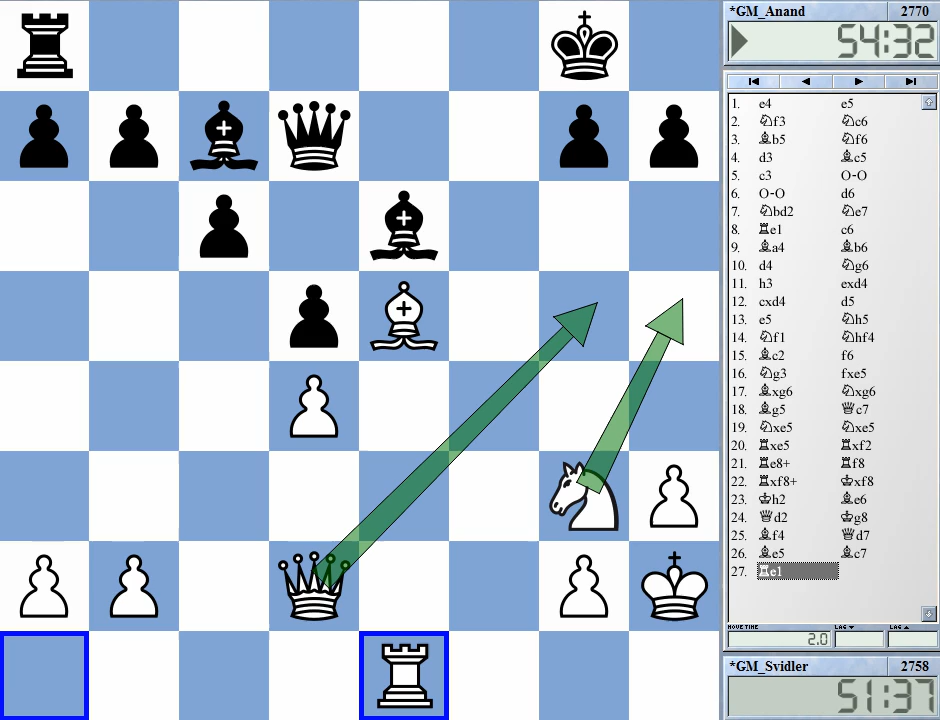 *GM_Anand 2770
54:32
1. e4 e5
2. ♘f3 ♘c6
3. ♗b5 ♘f6
4. d3 ♗c5
5. c3 O-O
6. O-O d6
7. ♘bd2 ♘e7
8. ♖e1 c6
9. ♗a4 ♗b6
10. d4 ♘g6
11. h3 exd4
12. cxd4 d5
13. e5 ♘h5
14. ♘f1 ♘hf4
15. ♗c2 f6
16. ♘g3 fxe5
17. ♗xg6 ♘xg6
18. ♗g5 ♕c7
19. ♘xe5 ♘xe5
20. ♖xe5 ♖xf2
21. ♖e8+ ♖f8
22. ♖xf8+ ♔xf8
23. ♔h2 ♗e6
24. ♕d2 ♔g8
25. ♗f4 ♕d7
26. ♗e5 ♗c7
27. ♖e1
MOVE TIME LAG LAG
2.0
*GM_Svidler 2758
51:37